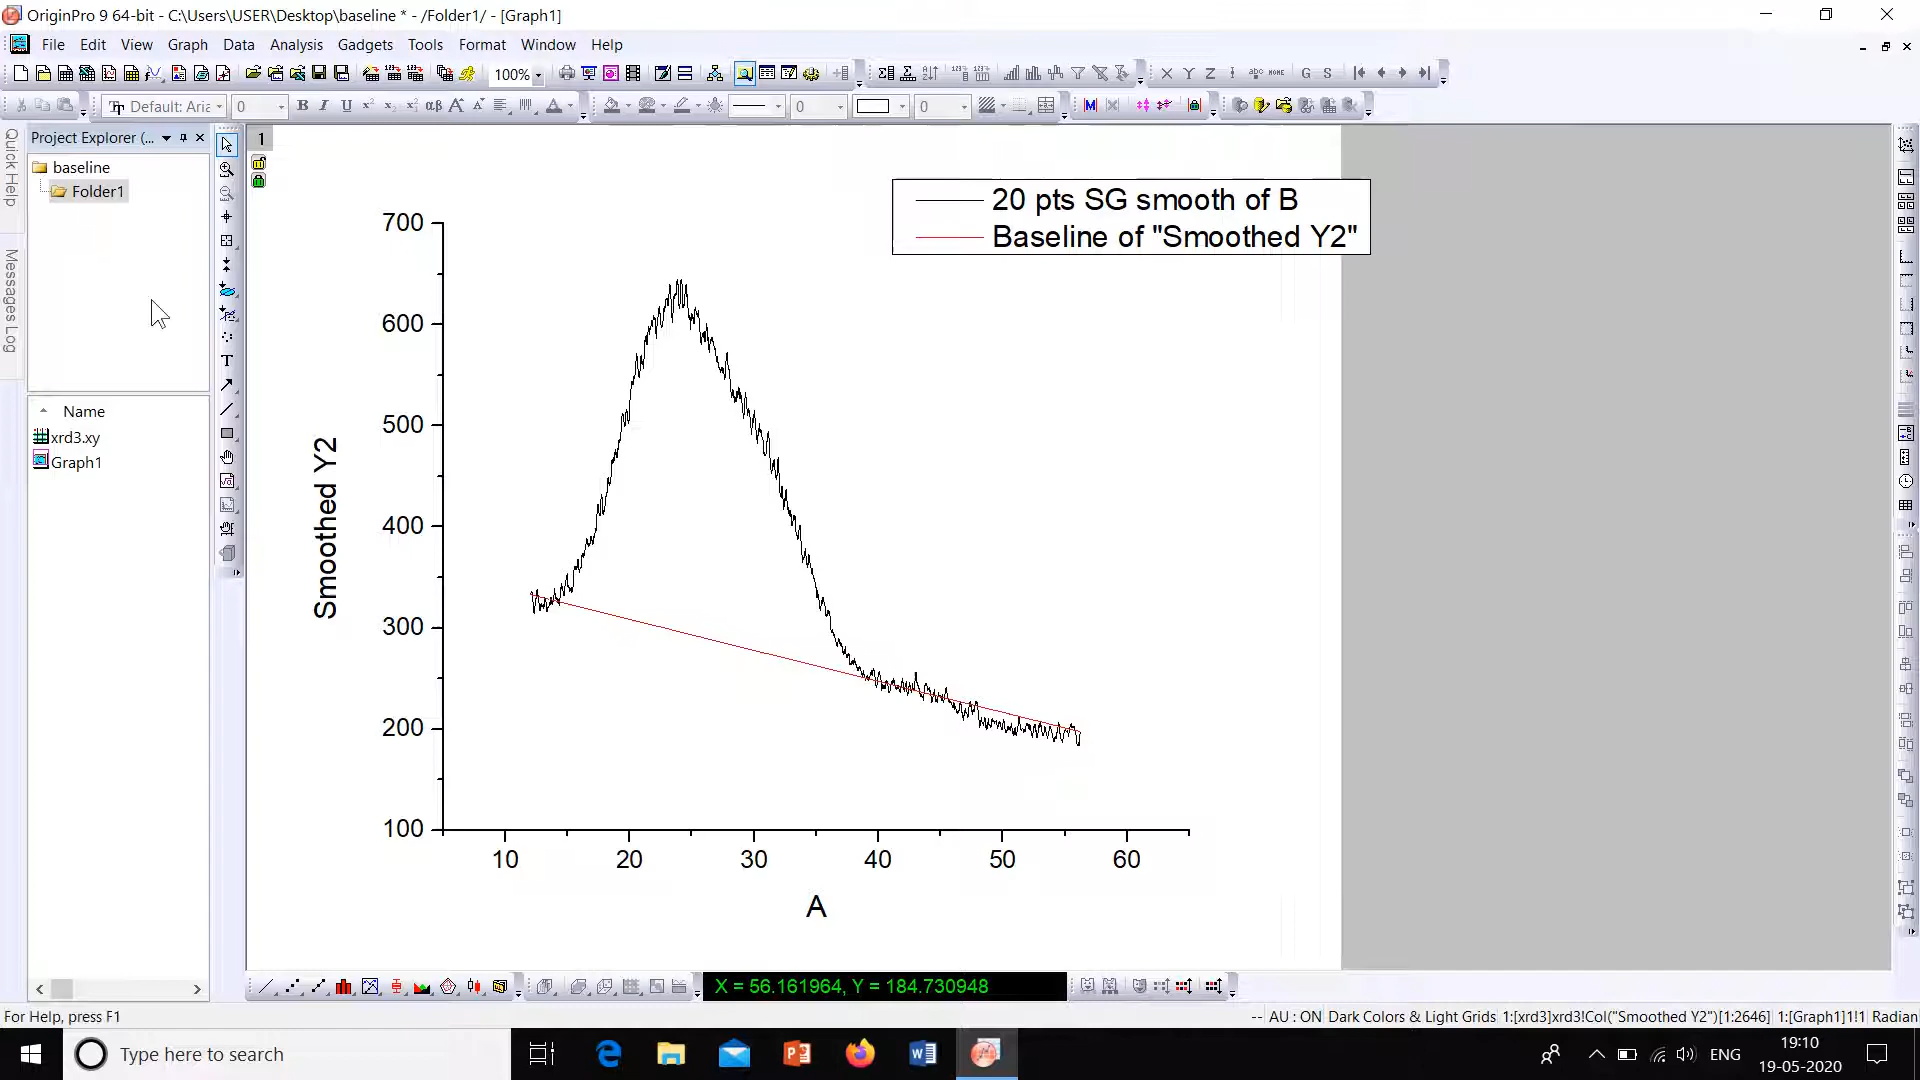 OriginPro 9 64-bit - C:\Users\USER\Desktop\baseline * - /Folder1/ - [Graph1]
File Edit View Graph Data Analysis Gadgets Tools Format Window Help
100%
Default: Aria 0 B I U αβ A A A 0 0
Quick Help
Messages Log
Project Explorer (...
baseline
Folder1
Name
xrd3.xy
Graph1
1
20 pts SG smooth of B
Baseline of "Smoothed Y2"
700
600
500
400
300
200
100
Smoothed Y2
10 20 30 40 50 60
A
X = 56.161964, Y = 184.730948
For Help, press F1
-- AU : ON Dark Colors & Light Grids 1:[xrd3]xrd3!Col("Smoothed Y2")[1:2646] 1:[Graph1]1!1 Radian
Type here to search
ENG
19:10
19-05-2020